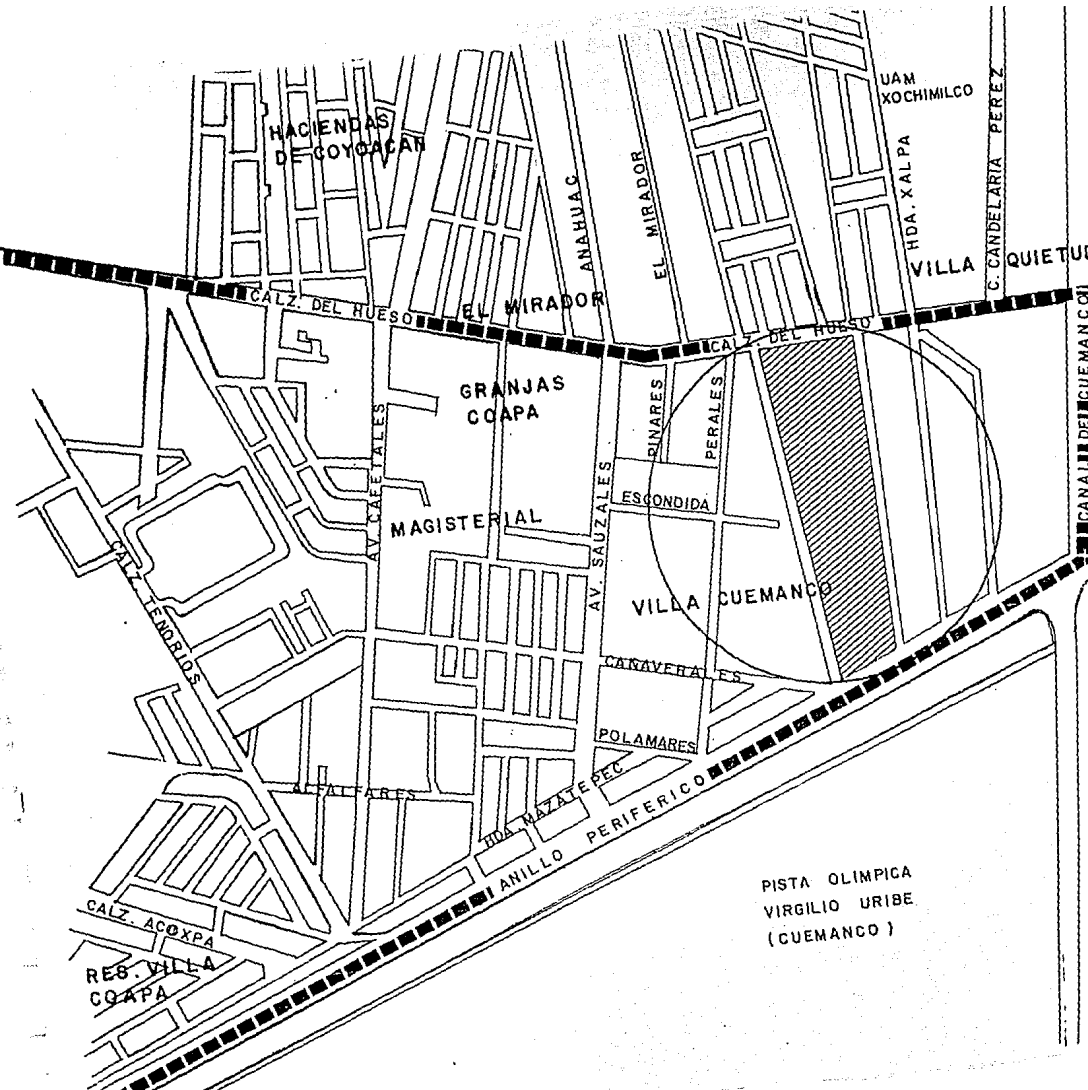 UAM
XOCHIMILCO
HACIENDAS
DE COYOACAN
ANAHUAC
EL MIRADOR
HDA. XALPA
C. CANDELARIA PEREZ
VILLA QUIETUD
CALZ. DEL HUESO
EL MIRADOR
CALZ. DEL HUESO
CANAL DE CUEMANCO
GRANJAS
COAPA
PINARES
PERALES
AV. CAFETALES
AV. SAUZALES
ESCONDIDA
MAGISTERIAL
CALZ. TENORIOS
VILLA CUEMANCO
CAÑAVERALES
POLAMARES
ALFALFARES
HDA. MAZATEPEC
ANILLO PERIFERICO
PISTA OLIMPICA
VIRGILIO URIBE
(CUEMANCO)
CALZ. ACOXPA
RES. VILLA
COAPA